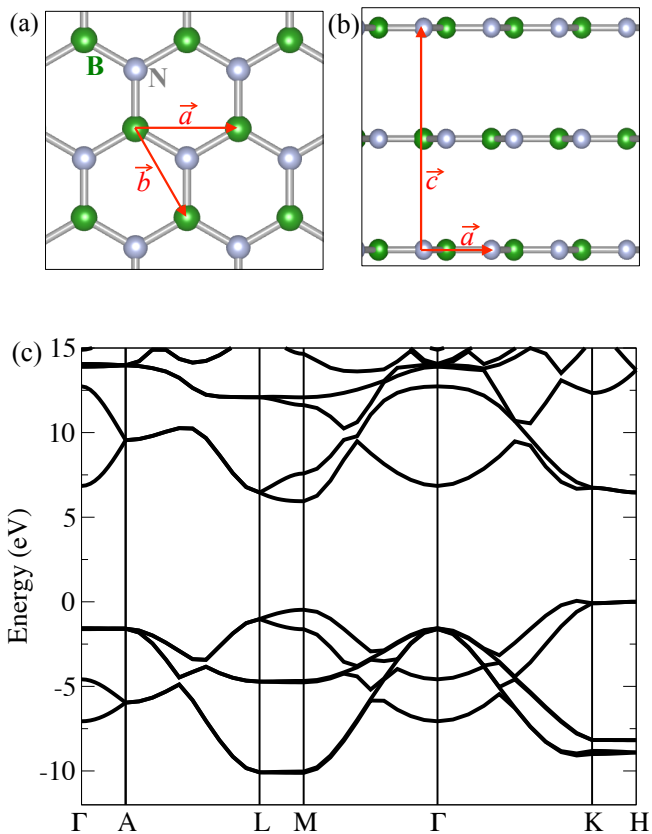 (a)
B
N
a
b
(b)
c
a
(c)
Energy (eV)
15
10
5
0
-5
-10
Γ A L M Γ K H